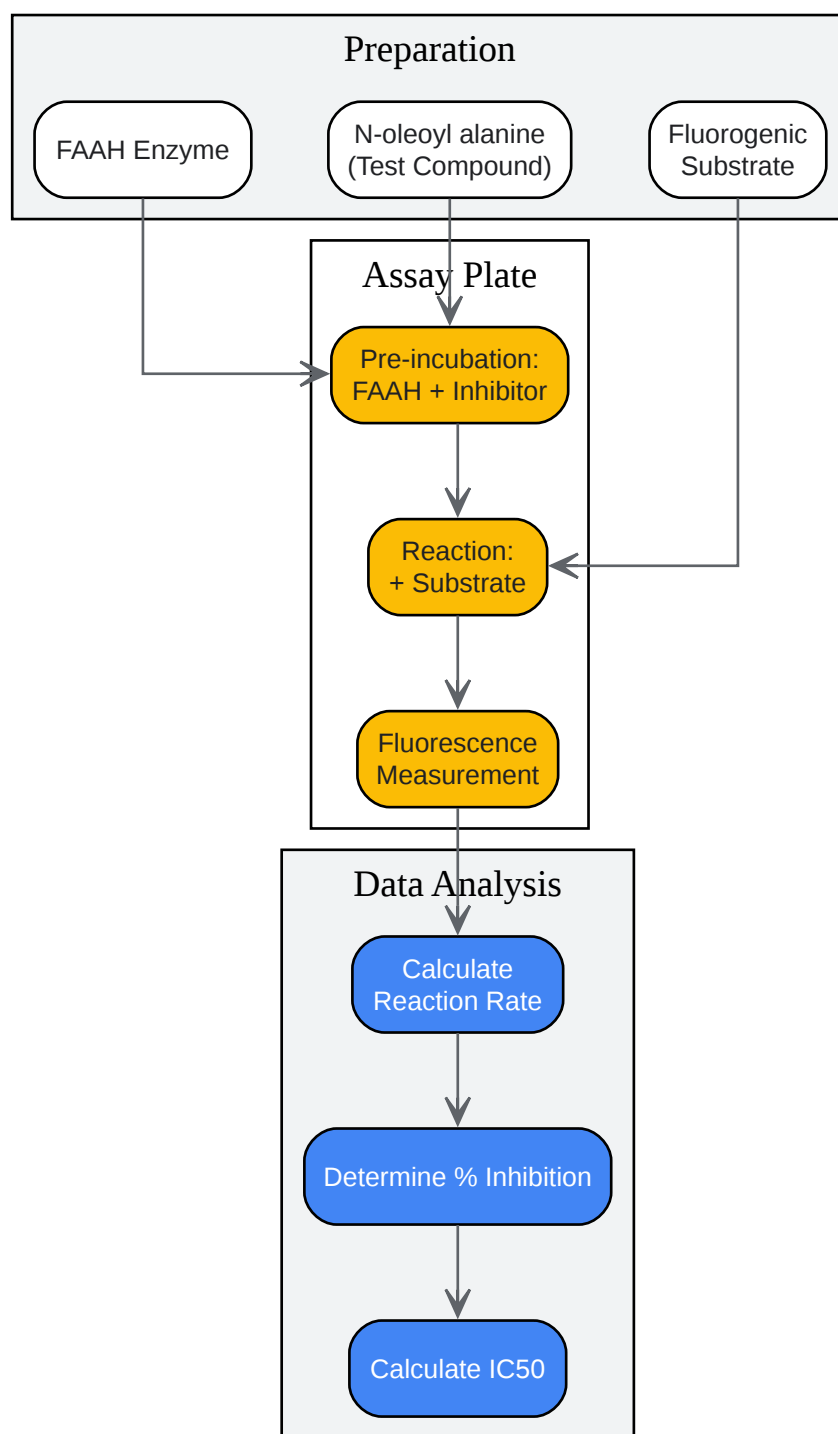 Preparation
FAAH Enzyme
N-oleoyl alanine
(Test Compound)
Fluorogenic
Substrate
Assay Plate
Pre-incubation:
FAAH + Inhibitor
Reaction:
+ Substrate
Fluorescence
Measurement
Data Analysis
Calculate
Reaction Rate
Determine % Inhibition
Calculate IC50